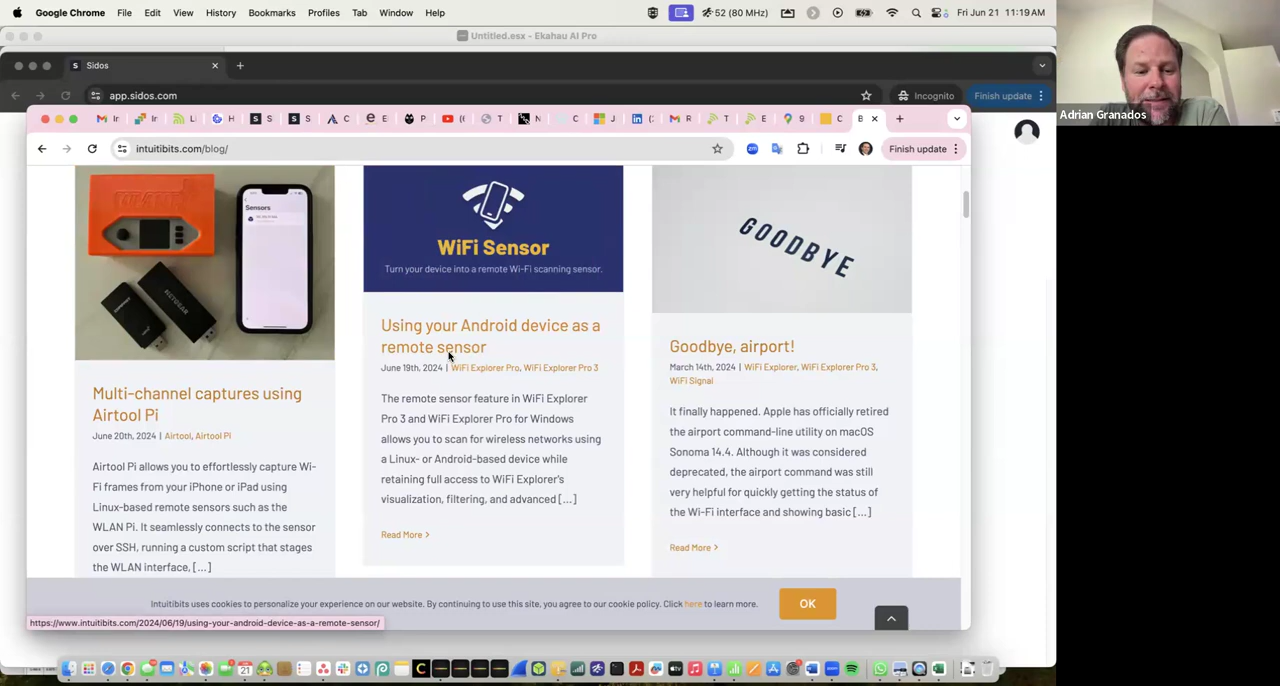 Google Chrome File Edit View History Bookmarks Profiles Tab Window Help 52 (80 MHz) Fri Jun 21 11:19 AM
Untitled.esx - Ekahau AI Pro
Sidos
app.sidos.com Incognito Finish update
Adrian Granados
intuitibits.com/blog/ Finish update
Sensors
WiFi Sensor
Turn your device into a remote Wi-Fi scanning sensor.
GOODBYE
NETGEAR
Multi-channel captures using
Airtool Pi
June 20th, 2024 | Airtool, Airtool PI
Airtool Pi allows you to effortlessly capture Wi-
Fi frames from your iPhone or iPad using
Linux-based remote sensors such as the
WLAN Pi. It seamlessly connects to the sensor
over SSH, running a custom script that stages
the WLAN interface, [...]
Using your Android device as a
remote sensor
June 19th, 2024 | WiFi Explorer Pro, WiFi Explorer Pro 3
The remote sensor feature in WiFi Explorer
Pro 3 and WiFi Explorer Pro for Windows
allows you to scan for wireless networks using
a Linux- or Android-based device while
retaining full access to WiFi Explorer's
visualization, filtering, and advanced [...]
Read More >
Goodbye, airport!
March 14th, 2024 | WiFi Explorer, WiFi Explorer Pro 3,
WiFi Signal
It finally happened. Apple has officially retired
the airport command-line utility on macOS
Sonoma 14.4. Although it was considered
deprecated, the airport command was still
very helpful for quickly getting the status of
the Wi-Fi interface and showing basic [...]
Read More >
Intuitibits uses cookies to personalize your experience on our website. By continuing to use this site, you agree to our cookie policy. Click here to learn more.
OK
https://www.intuitibits.com/2024/06/19/using-your-android-device-as-a-remote-sensor/